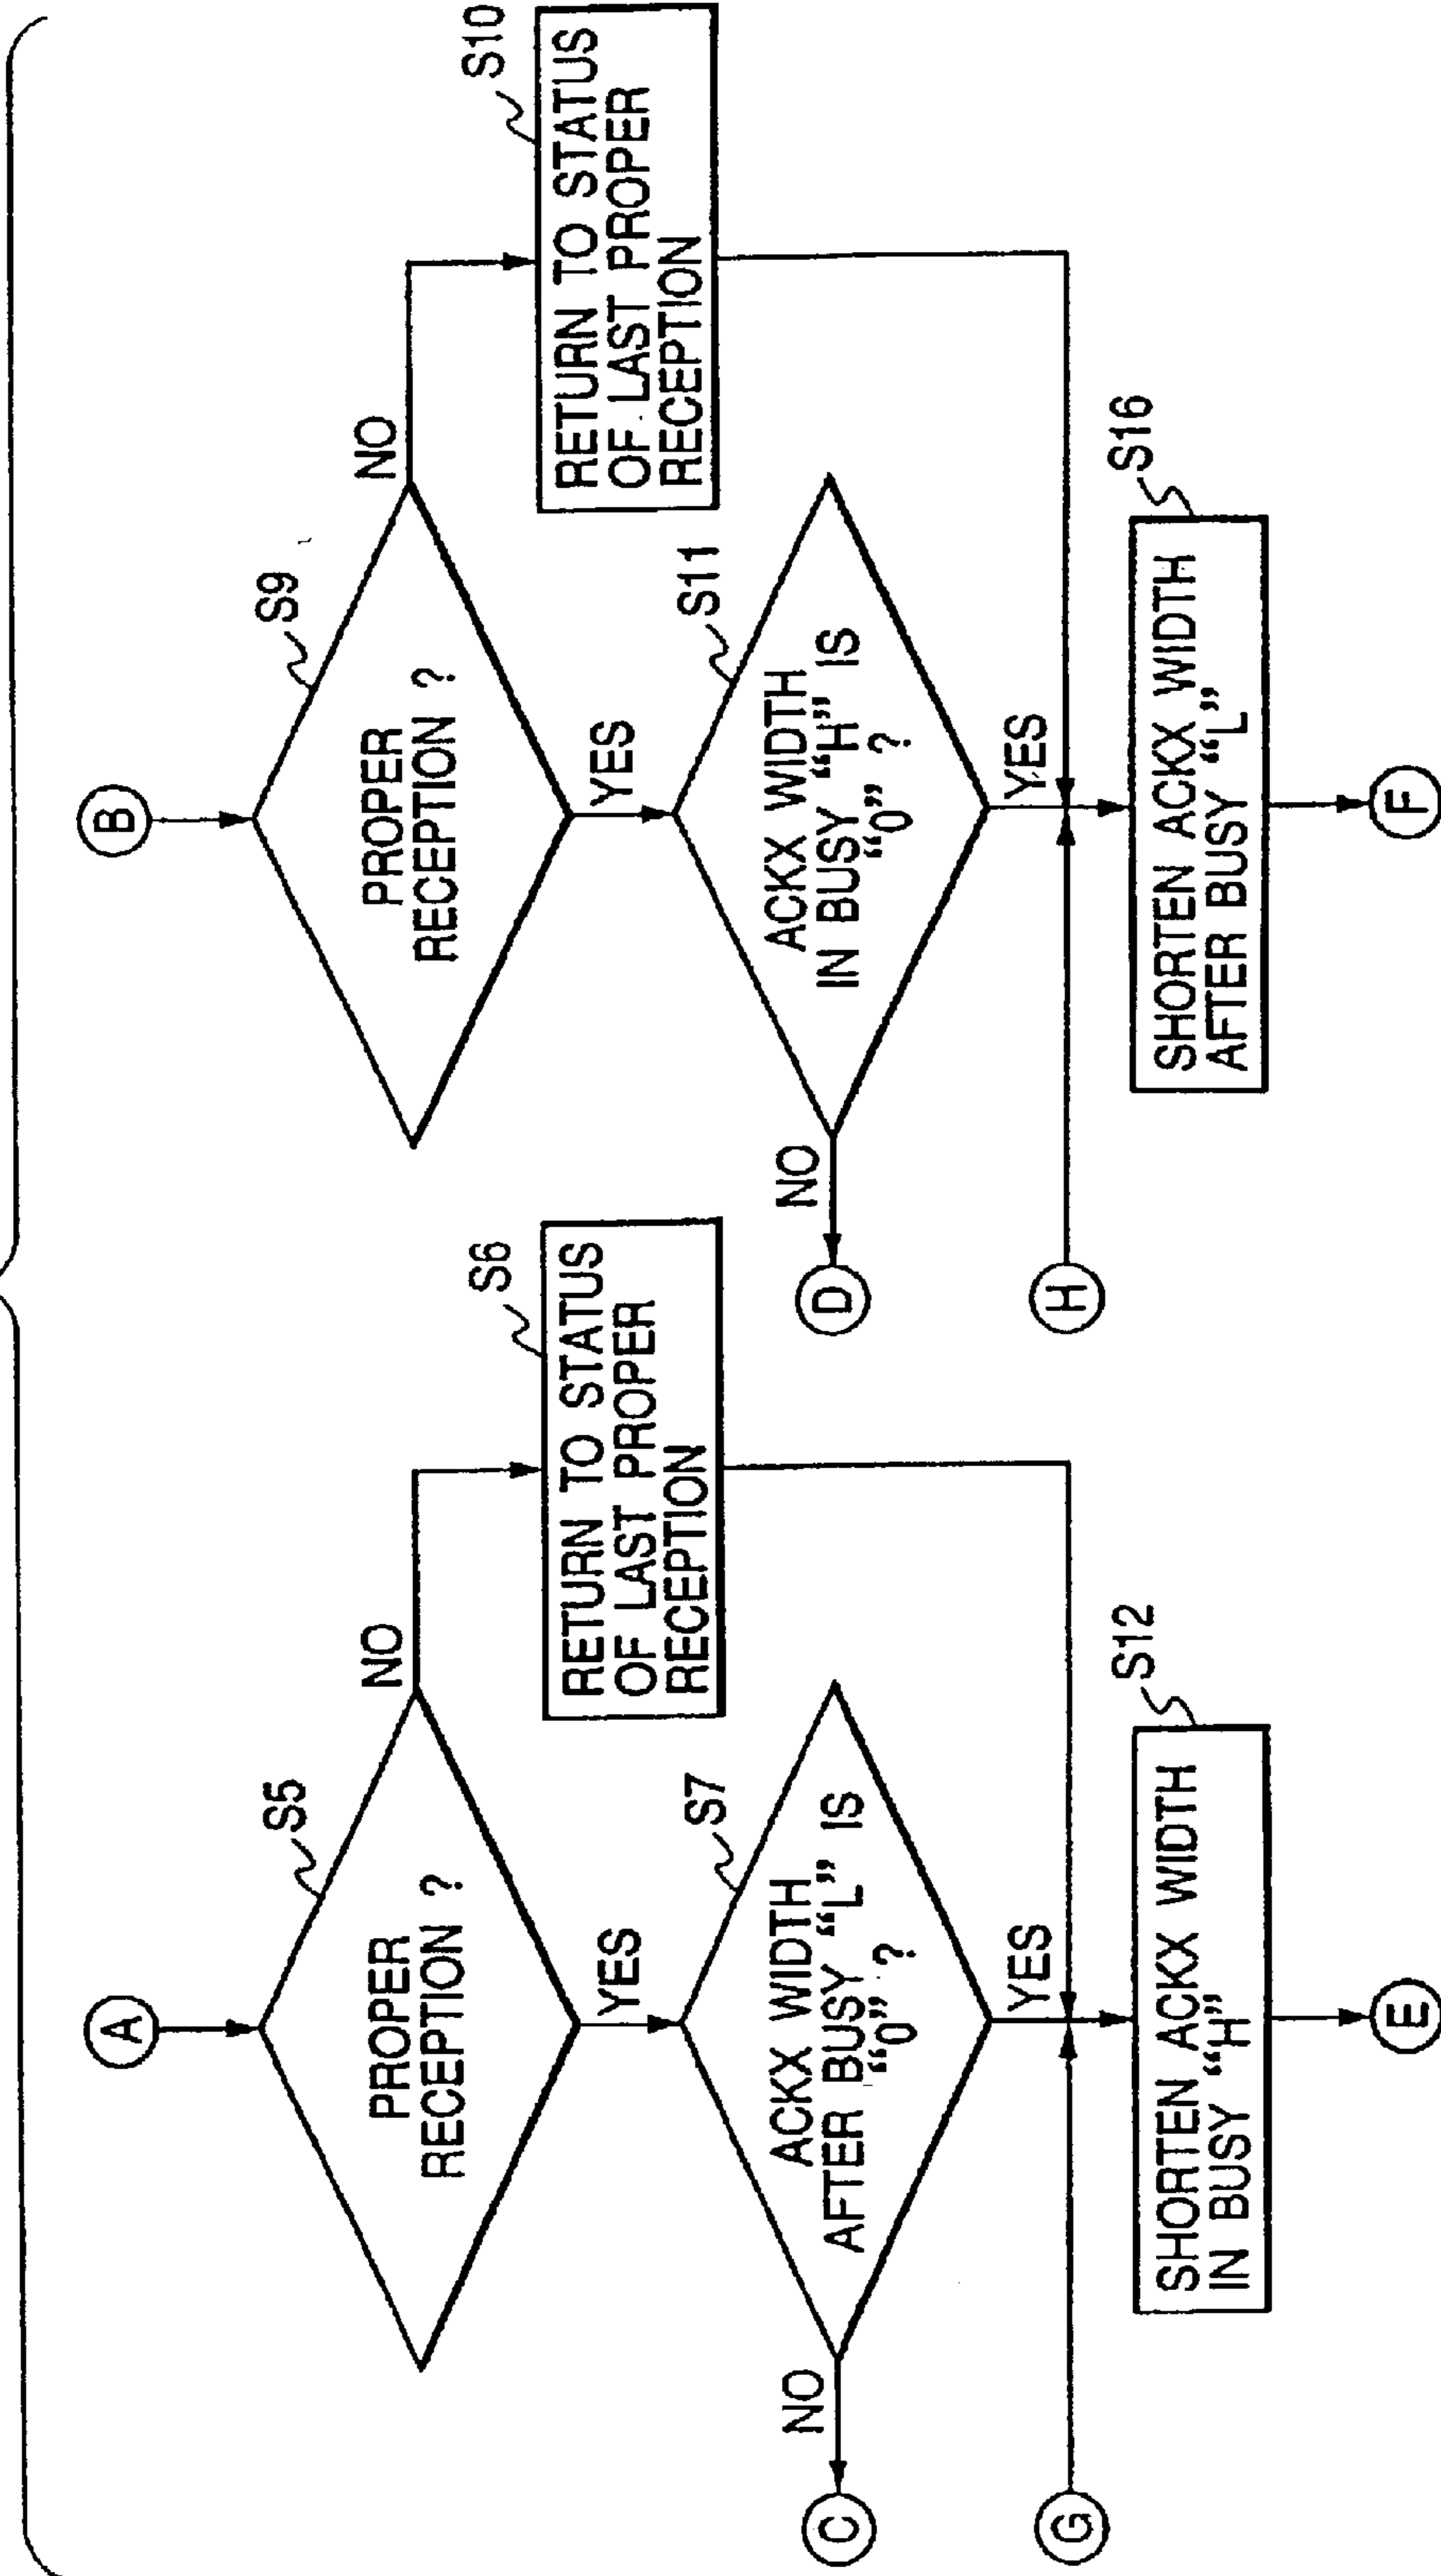 A
S5
PROPER
RECEPTION ?
NO
YES
S6
RETURN TO STATUS
OF LAST PROPER
RECEPTION
S7
ACKX WIDTH
AFTER BUSY “L” IS
“0” ?
NO
C
YES
G
S12
SHORTEN ACKX WIDTH
IN BUSY “H”
E
B
S9
PROPER
RECEPTION ?
NO
YES
S10
RETURN TO STATUS
OF LAST PROPER
RECEPTION
S11
ACKX WIDTH
IN BUSY “H” IS
“0” ?
NO
D
YES
H
S16
SHORTEN ACKX WIDTH
AFTER BUSY “L”
F